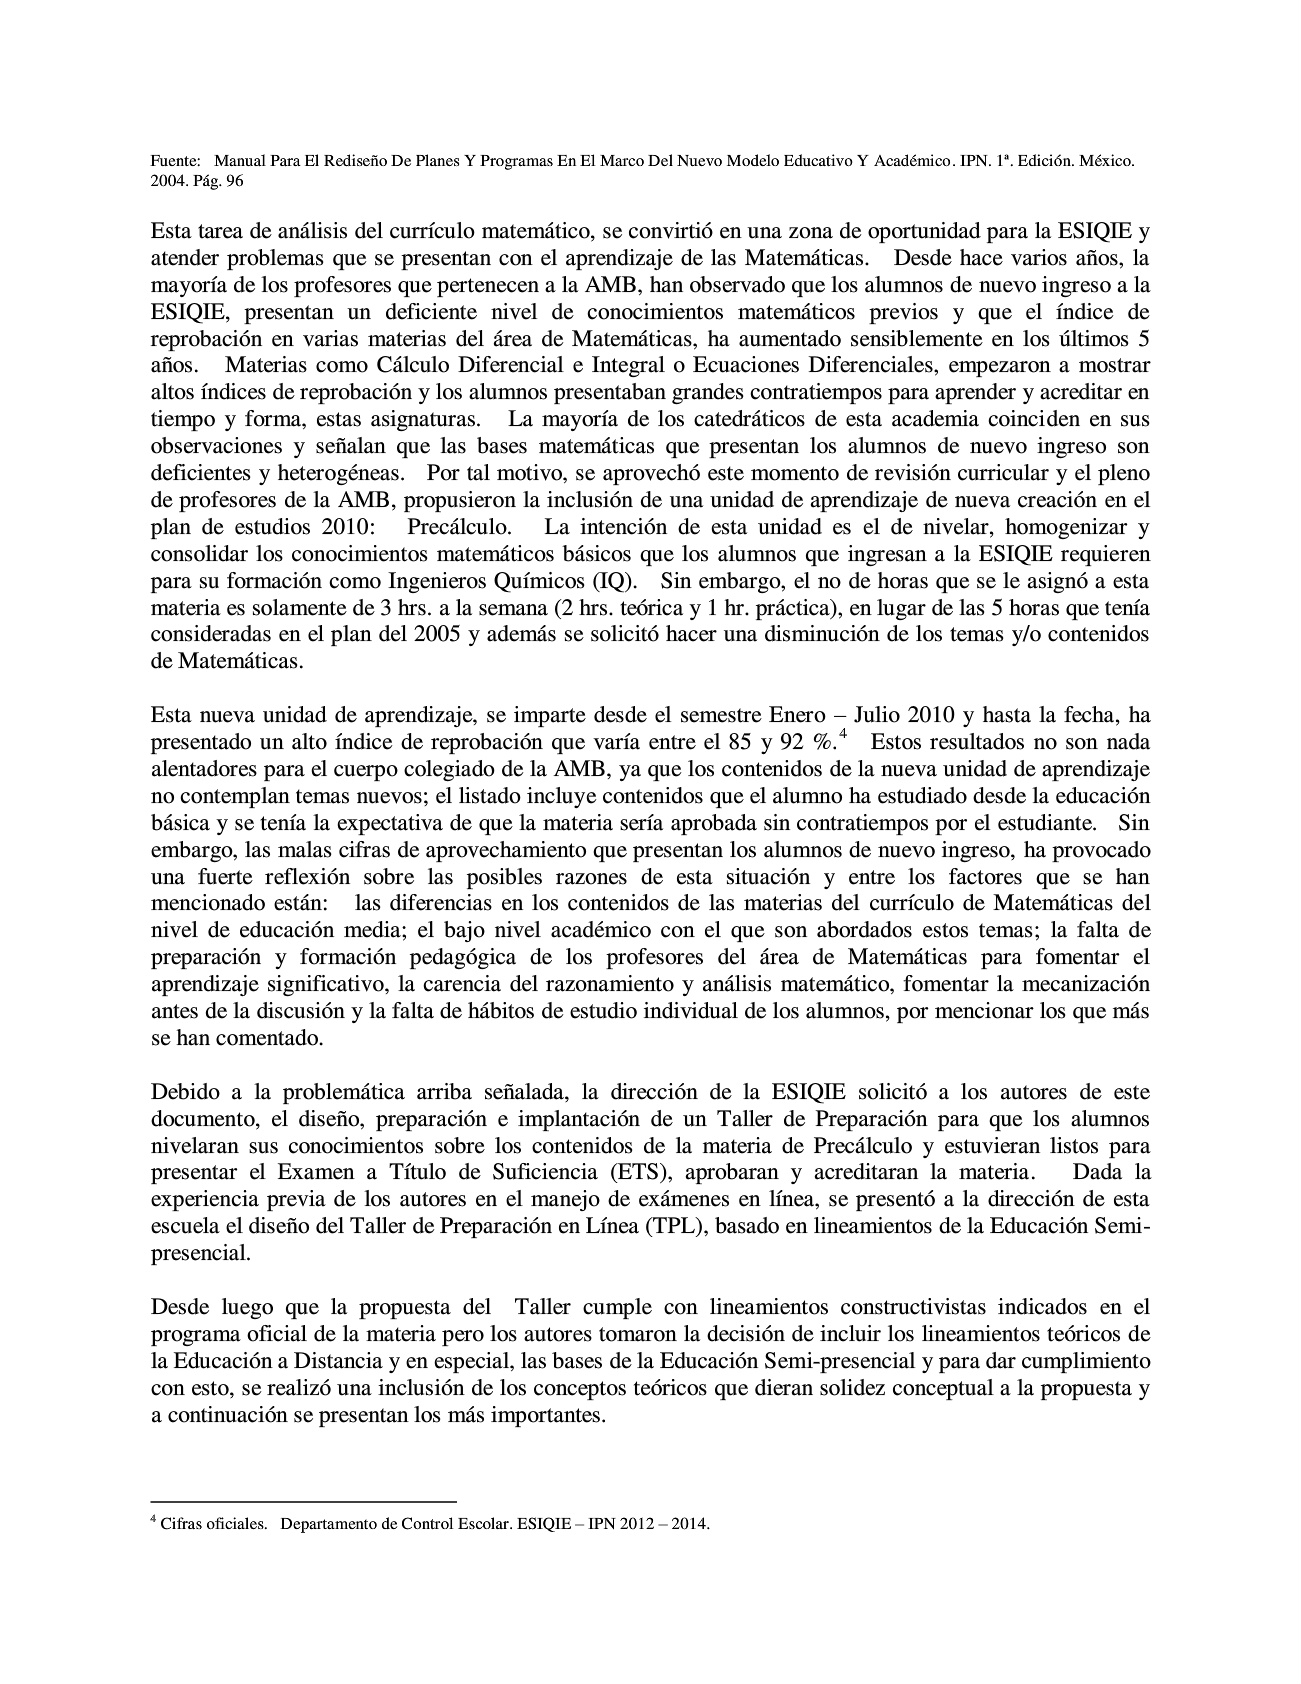 Fuente: Manual Para El Rediseño De Planes Y Programas En El Marco Del Nuevo Modelo Educativo Y Académico. IPN. 1ª. Edición. México.
2004. Pág. 96
Esta tarea de análisis del currículo matemático, se convirtió en una zona de oportunidad para la ESIQIE y
atender problemas que se presentan con el aprendizaje de las Matemáticas. Desde hace varios años, la
mayoría de los profesores que pertenecen a la AMB, han observado que los alumnos de nuevo ingreso a la
ESIQIE, presentan un deficiente nivel de conocimientos matemáticos previos y que el índice de
reprobación en varias materias del área de Matemáticas, ha aumentado sensiblemente en los últimos 5
años. Materias como Cálculo Diferencial e Integral o Ecuaciones Diferenciales, empezaron a mostrar
altos índices de reprobación y los alumnos presentaban grandes contratiempos para aprender y acreditar en
tiempo y forma, estas asignaturas. La mayoría de los catedráticos de esta academia coinciden en sus
observaciones y señalan que las bases matemáticas que presentan los alumnos de nuevo ingreso son
deficientes y heterogéneas. Por tal motivo, se aprovechó este momento de revisión curricular y el pleno
de profesores de la AMB, propusieron la inclusión de una unidad de aprendizaje de nueva creación en el
plan de estudios 2010: Precálculo. La intención de esta unidad es el de nivelar, homogenizar y
consolidar los conocimientos matemáticos básicos que los alumnos que ingresan a la ESIQIE requieren
para su formación como Ingenieros Químicos (IQ). Sin embargo, el no de horas que se le asignó a esta
materia es solamente de 3 hrs. a la semana (2 hrs. teórica y 1 hr. práctica), en lugar de las 5 horas que tenía
consideradas en el plan del 2005 y además se solicitó hacer una disminución de los temas y/o contenidos
de Matemáticas.
Esta nueva unidad de aprendizaje, se imparte desde el semestre Enero – Julio 2010 y hasta la fecha, ha
presentado un alto índice de reprobación que varía entre el 85 y 92 %.4 Estos resultados no son nada
alentadores para el cuerpo colegiado de la AMB, ya que los contenidos de la nueva unidad de aprendizaje
no contemplan temas nuevos; el listado incluye contenidos que el alumno ha estudiado desde la educación
básica y se tenía la expectativa de que la materia sería aprobada sin contratiempos por el estudiante. Sin
embargo, las malas cifras de aprovechamiento que presentan los alumnos de nuevo ingreso, ha provocado
una fuerte reflexión sobre las posibles razones de esta situación y entre los factores que se han
mencionado están: las diferencias en los contenidos de las materias del currículo de Matemáticas del
nivel de educación media; el bajo nivel académico con el que son abordados estos temas; la falta de
preparación y formación pedagógica de los profesores del área de Matemáticas para fomentar el
aprendizaje significativo, la carencia del razonamiento y análisis matemático, fomentar la mecanización
antes de la discusión y la falta de hábitos de estudio individual de los alumnos, por mencionar los que más
se han comentado.
Debido a la problemática arriba señalada, la dirección de la ESIQIE solicitó a los autores de este
documento, el diseño, preparación e implantación de un Taller de Preparación para que los alumnos
nivelaran sus conocimientos sobre los contenidos de la materia de Precálculo y estuvieran listos para
presentar el Examen a Título de Suficiencia (ETS), aprobaran y acreditaran la materia. Dada la
experiencia previa de los autores en el manejo de exámenes en línea, se presentó a la dirección de esta
escuela el diseño del Taller de Preparación en Línea (TPL), basado en lineamientos de la Educación Semi-
presencial.
Desde luego que la propuesta del Taller cumple con lineamientos constructivistas indicados en el
programa oficial de la materia pero los autores tomaron la decisión de incluir los lineamientos teóricos de
la Educación a Distancia y en especial, las bases de la Educación Semi-presencial y para dar cumplimiento
con esto, se realizó una inclusión de los conceptos teóricos que dieran solidez conceptual a la propuesta y
a continuación se presentan los más importantes.
4 Cifras oficiales. Departamento de Control Escolar. ESIQIE – IPN 2012 – 2014.